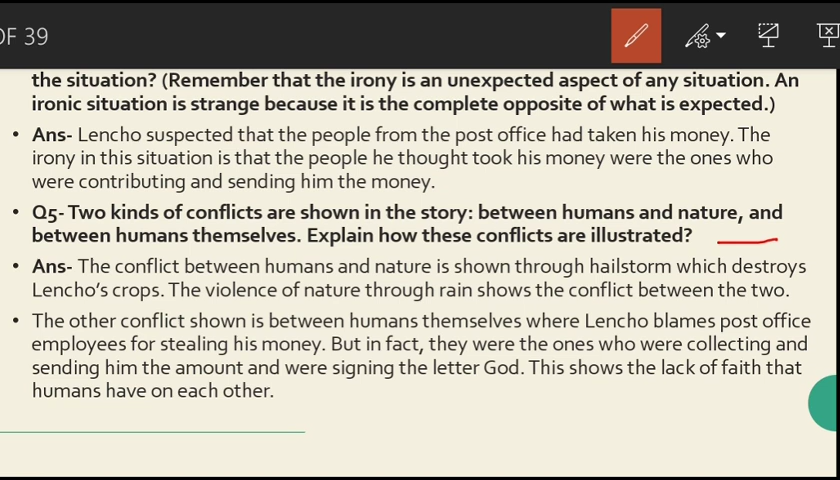 OF 39
the situation? (Remember that the irony is an unexpected aspect of any situation. An
ironic situation is strange because it is the complete opposite of what is expected.)
• Ans- Lencho suspected that the people from the post office had taken his money. The
irony in this situation is that the people he thought took his money were the ones who
were contributing and sending him the money.
• Q5- Two kinds of conflicts are shown in the story: between humans and nature, and
between humans themselves. Explain how these conflicts are illustrated?
• Ans- The conflict between humans and nature is shown through hailstorm which destroys
Lencho's crops. The violence of nature through rain shows the conflict between the two.
• The other conflict shown is between humans themselves where Lencho blames post office
employees for stealing his money. But in fact, they were the ones who were collecting and
sending him the amount and were signing the letter God. This shows the lack of faith that
humans have on each other.